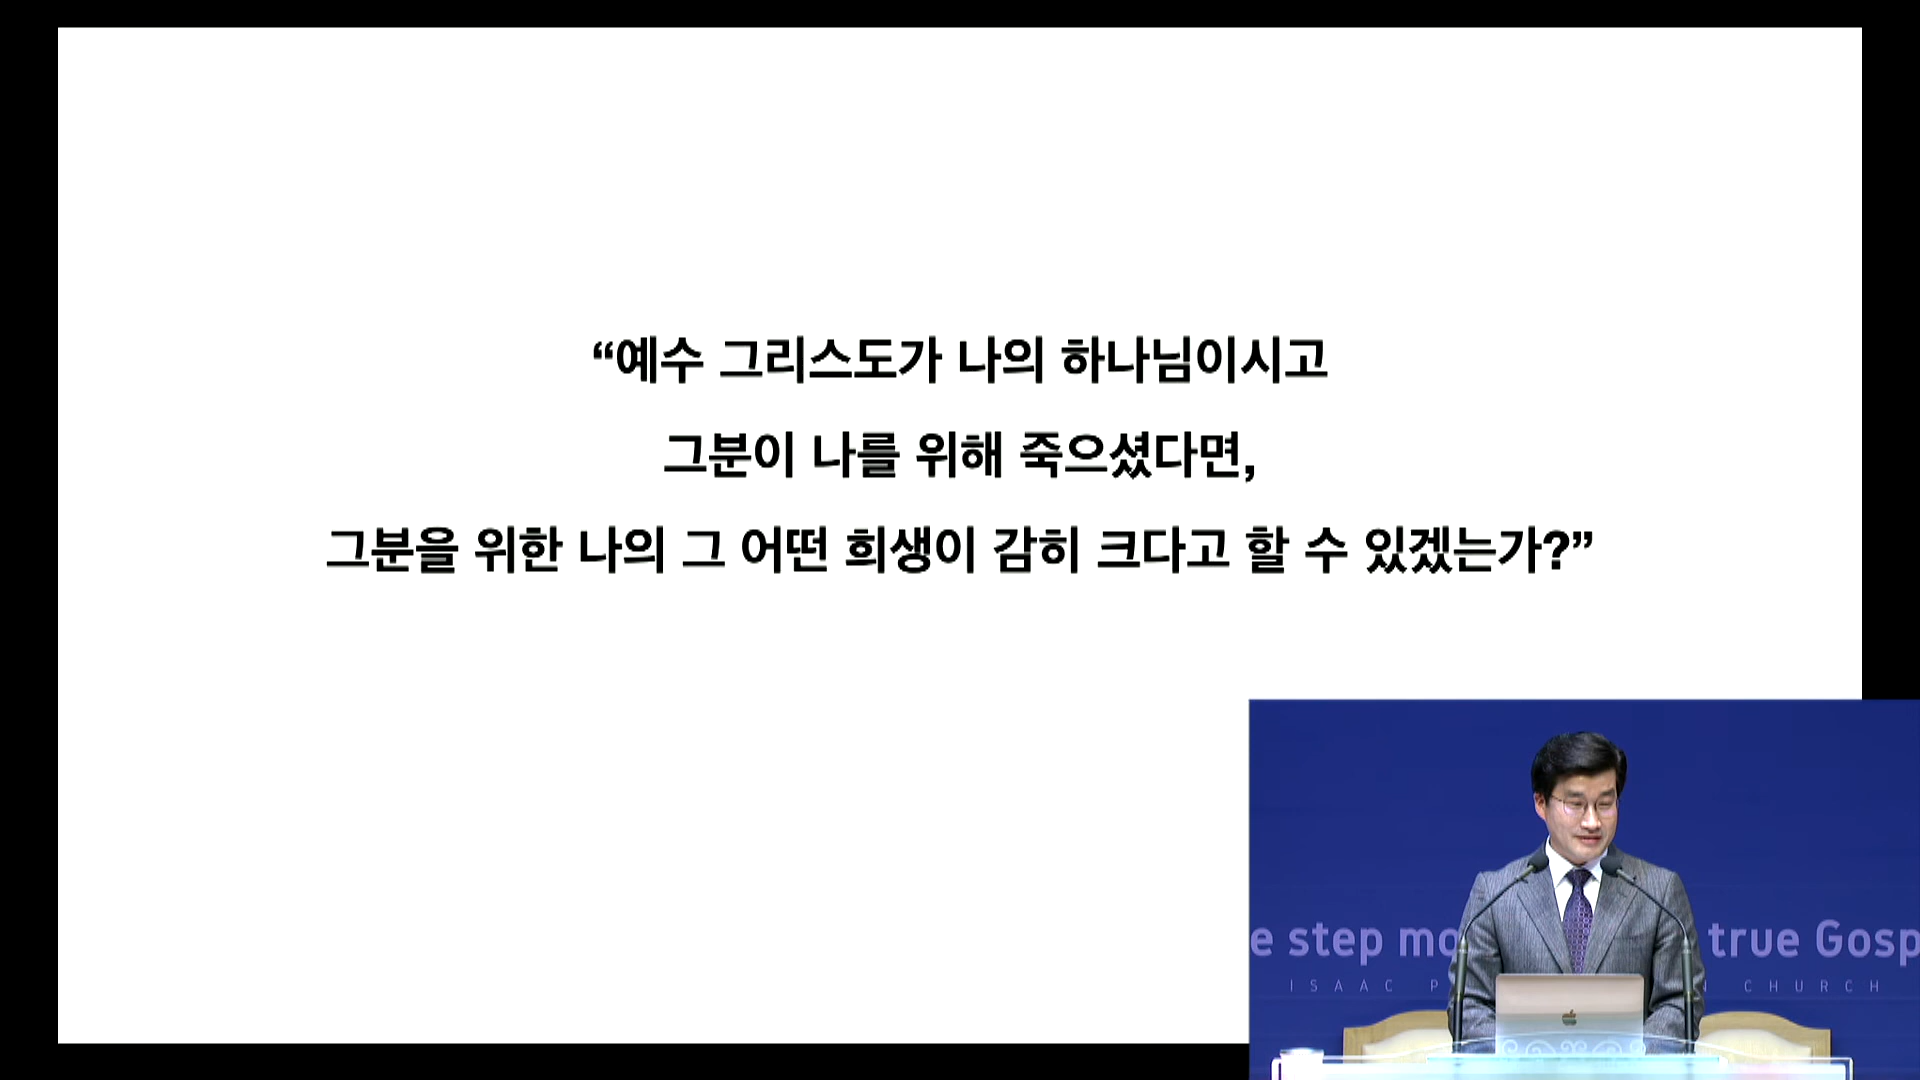 “예수 그리스도가 나의 하나님이시고
그분이 나를 위해 죽으셨다면,
그분을 위한 나의 그 어떤 희생이 감히 크다고 할 수 있겠는가?”
e step mo true Gosp
ISAAC P N CHURCH